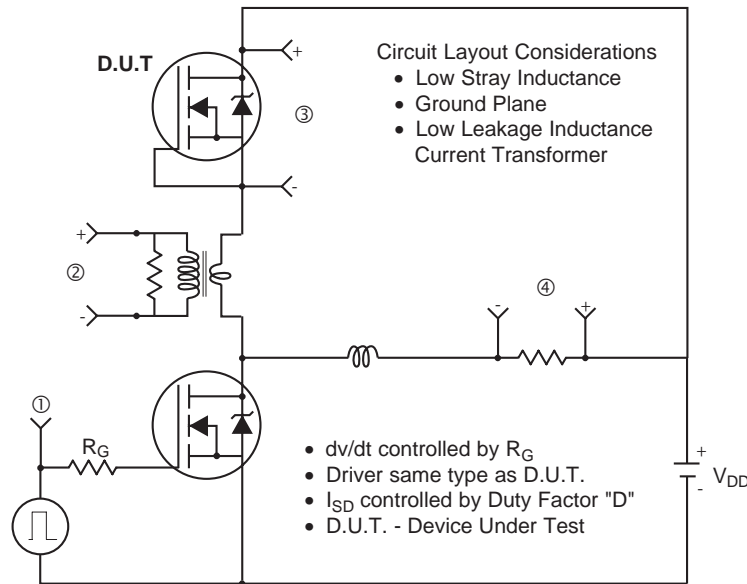 D.U.T
+
③
-
Circuit Layout Considerations
• Low Stray Inductance
• Ground Plane
• Low Leakage Inductance
Current Transformer
+
②
-
④
-
+
①
RG
• dv/dt controlled by RG
• Driver same type as D.U.T.
• ISD controlled by Duty Factor "D"
• D.U.T. - Device Under Test
+
-
VDD